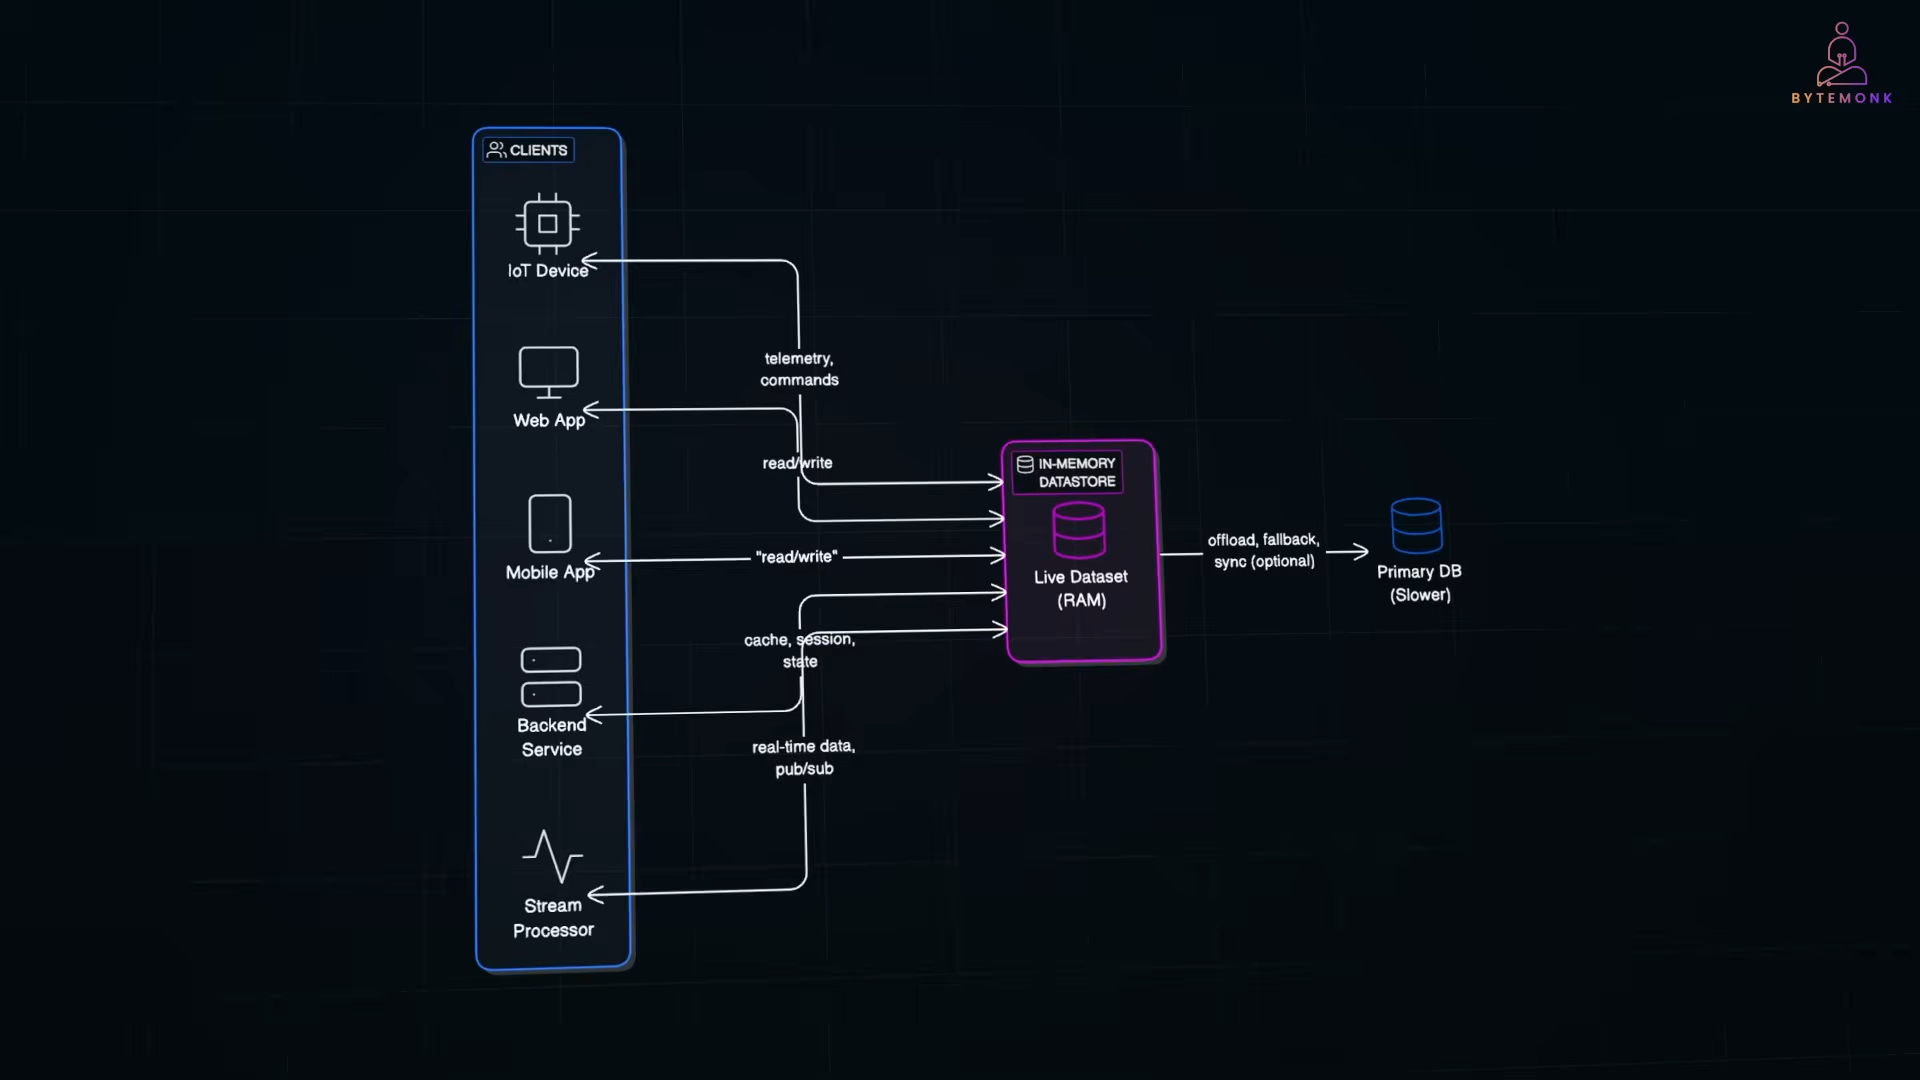 BYTEMONK
CLIENTS
IoT Device
Web App
Mobile App
Backend
Service
Stream
Processor
telemetry,
commands
read/write
"read/write"
cache, session,
state
real-time data,
pub/sub
IN-MEMORY
DATASTORE
Live Dataset
(RAM)
offload, fallback,
sync (optional)
Primary DB
(Slower)